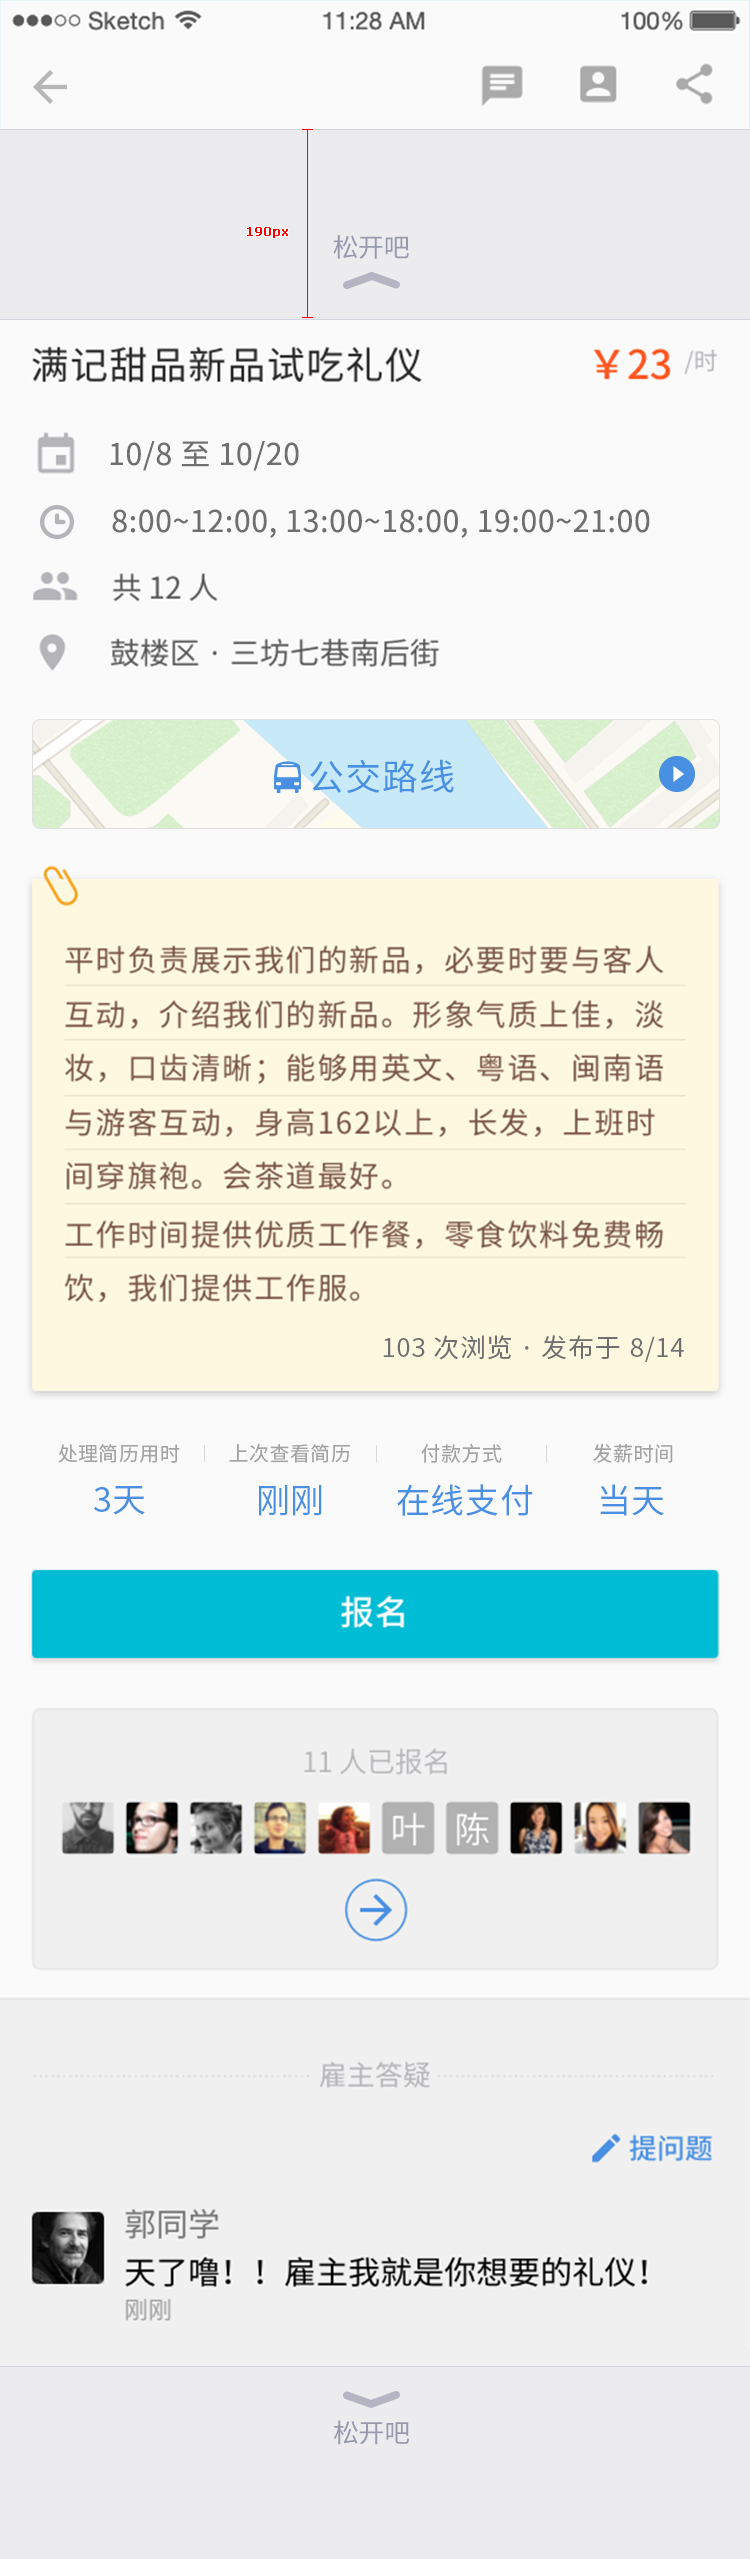 Sketch 11:28 AM 100%
190px
松开吧
满记甜品新品试吃礼仪 ￥23 /时
10/8 至 10/20
8:00~12:00, 13:00~18:00, 19:00~21:00
共 12 人
鼓楼区 · 三坊七巷南后街
公交路线
平时负责展示我们的新品，必要时要与客人
互动，介绍我们的新品。形象气质上佳，淡
妆，口齿清晰；能够用英文、粤语、闽南语
与游客互动，身高162以上，长发，上班时
间穿旗袍。会茶道最好。
工作时间提供优质工作餐，零食饮料免费畅
饮，我们提供工作服。
103 次浏览 · 发布于 8/14
处理简历用时 上次查看简历 付款方式 发薪时间
3天 刚刚 在线支付 当天
报名
11 人已报名
叶 陈
雇主答疑
提问题
郭同学
天了噜！！雇主我就是你想要的礼仪！
刚刚
松开吧